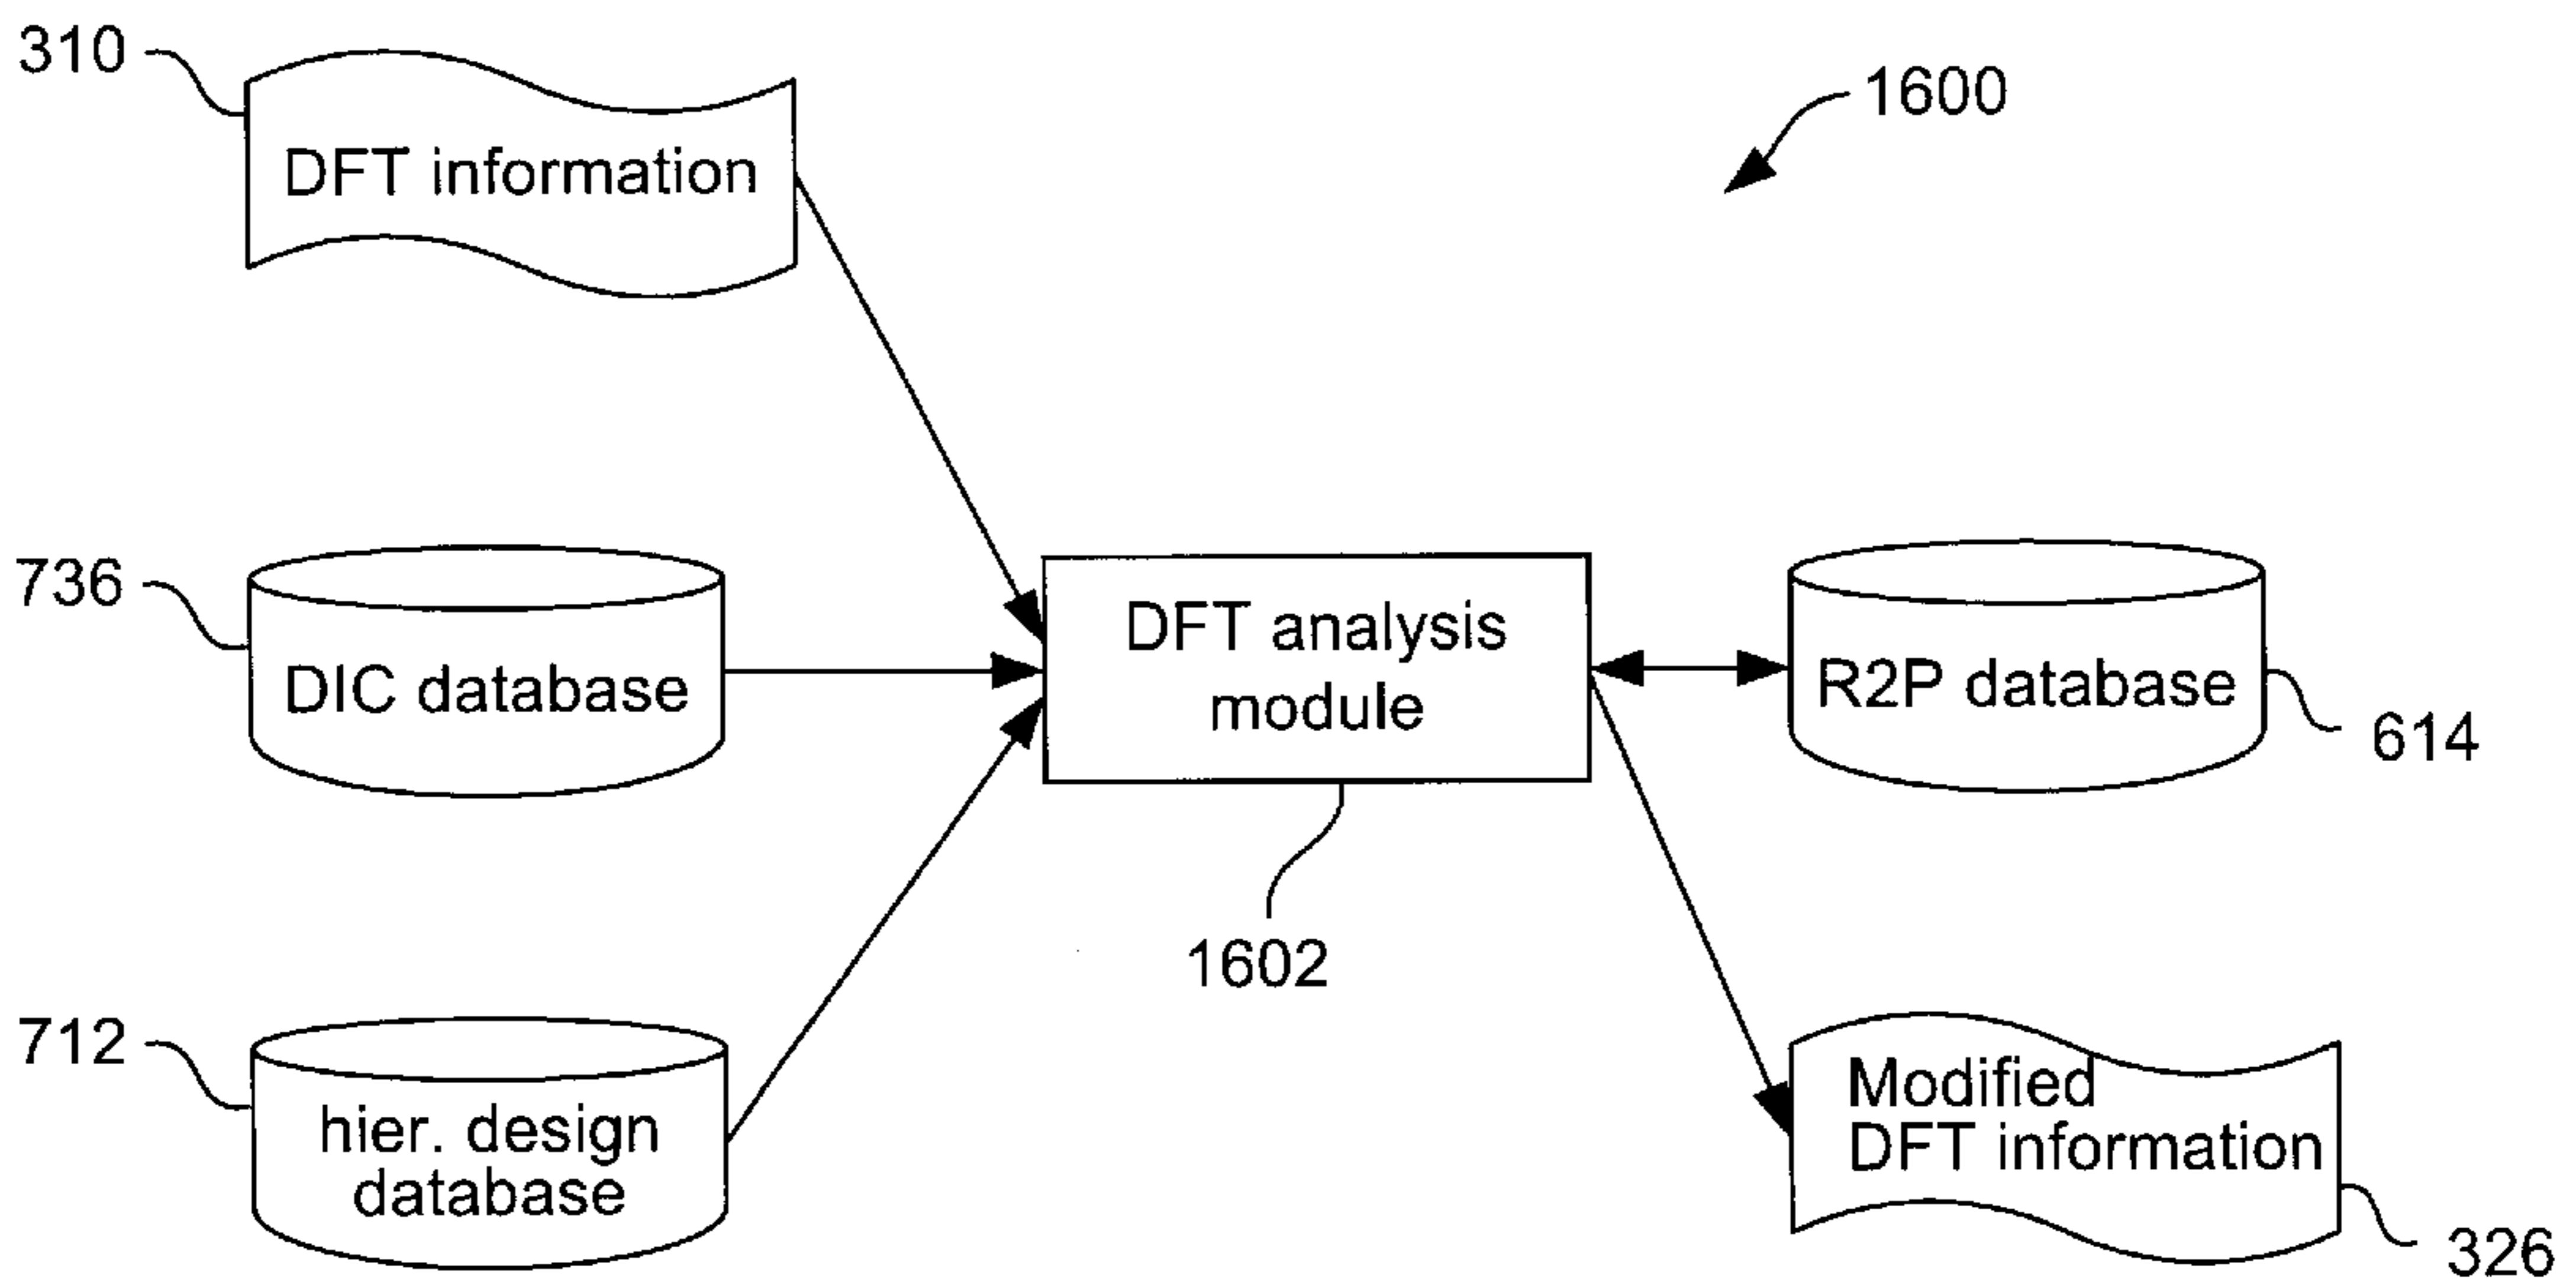 310
DFT information
1600
736
DIC database
DFT analysis
module
1602
R2P database
614
712
hier. design
database
Modified
DFT information
326